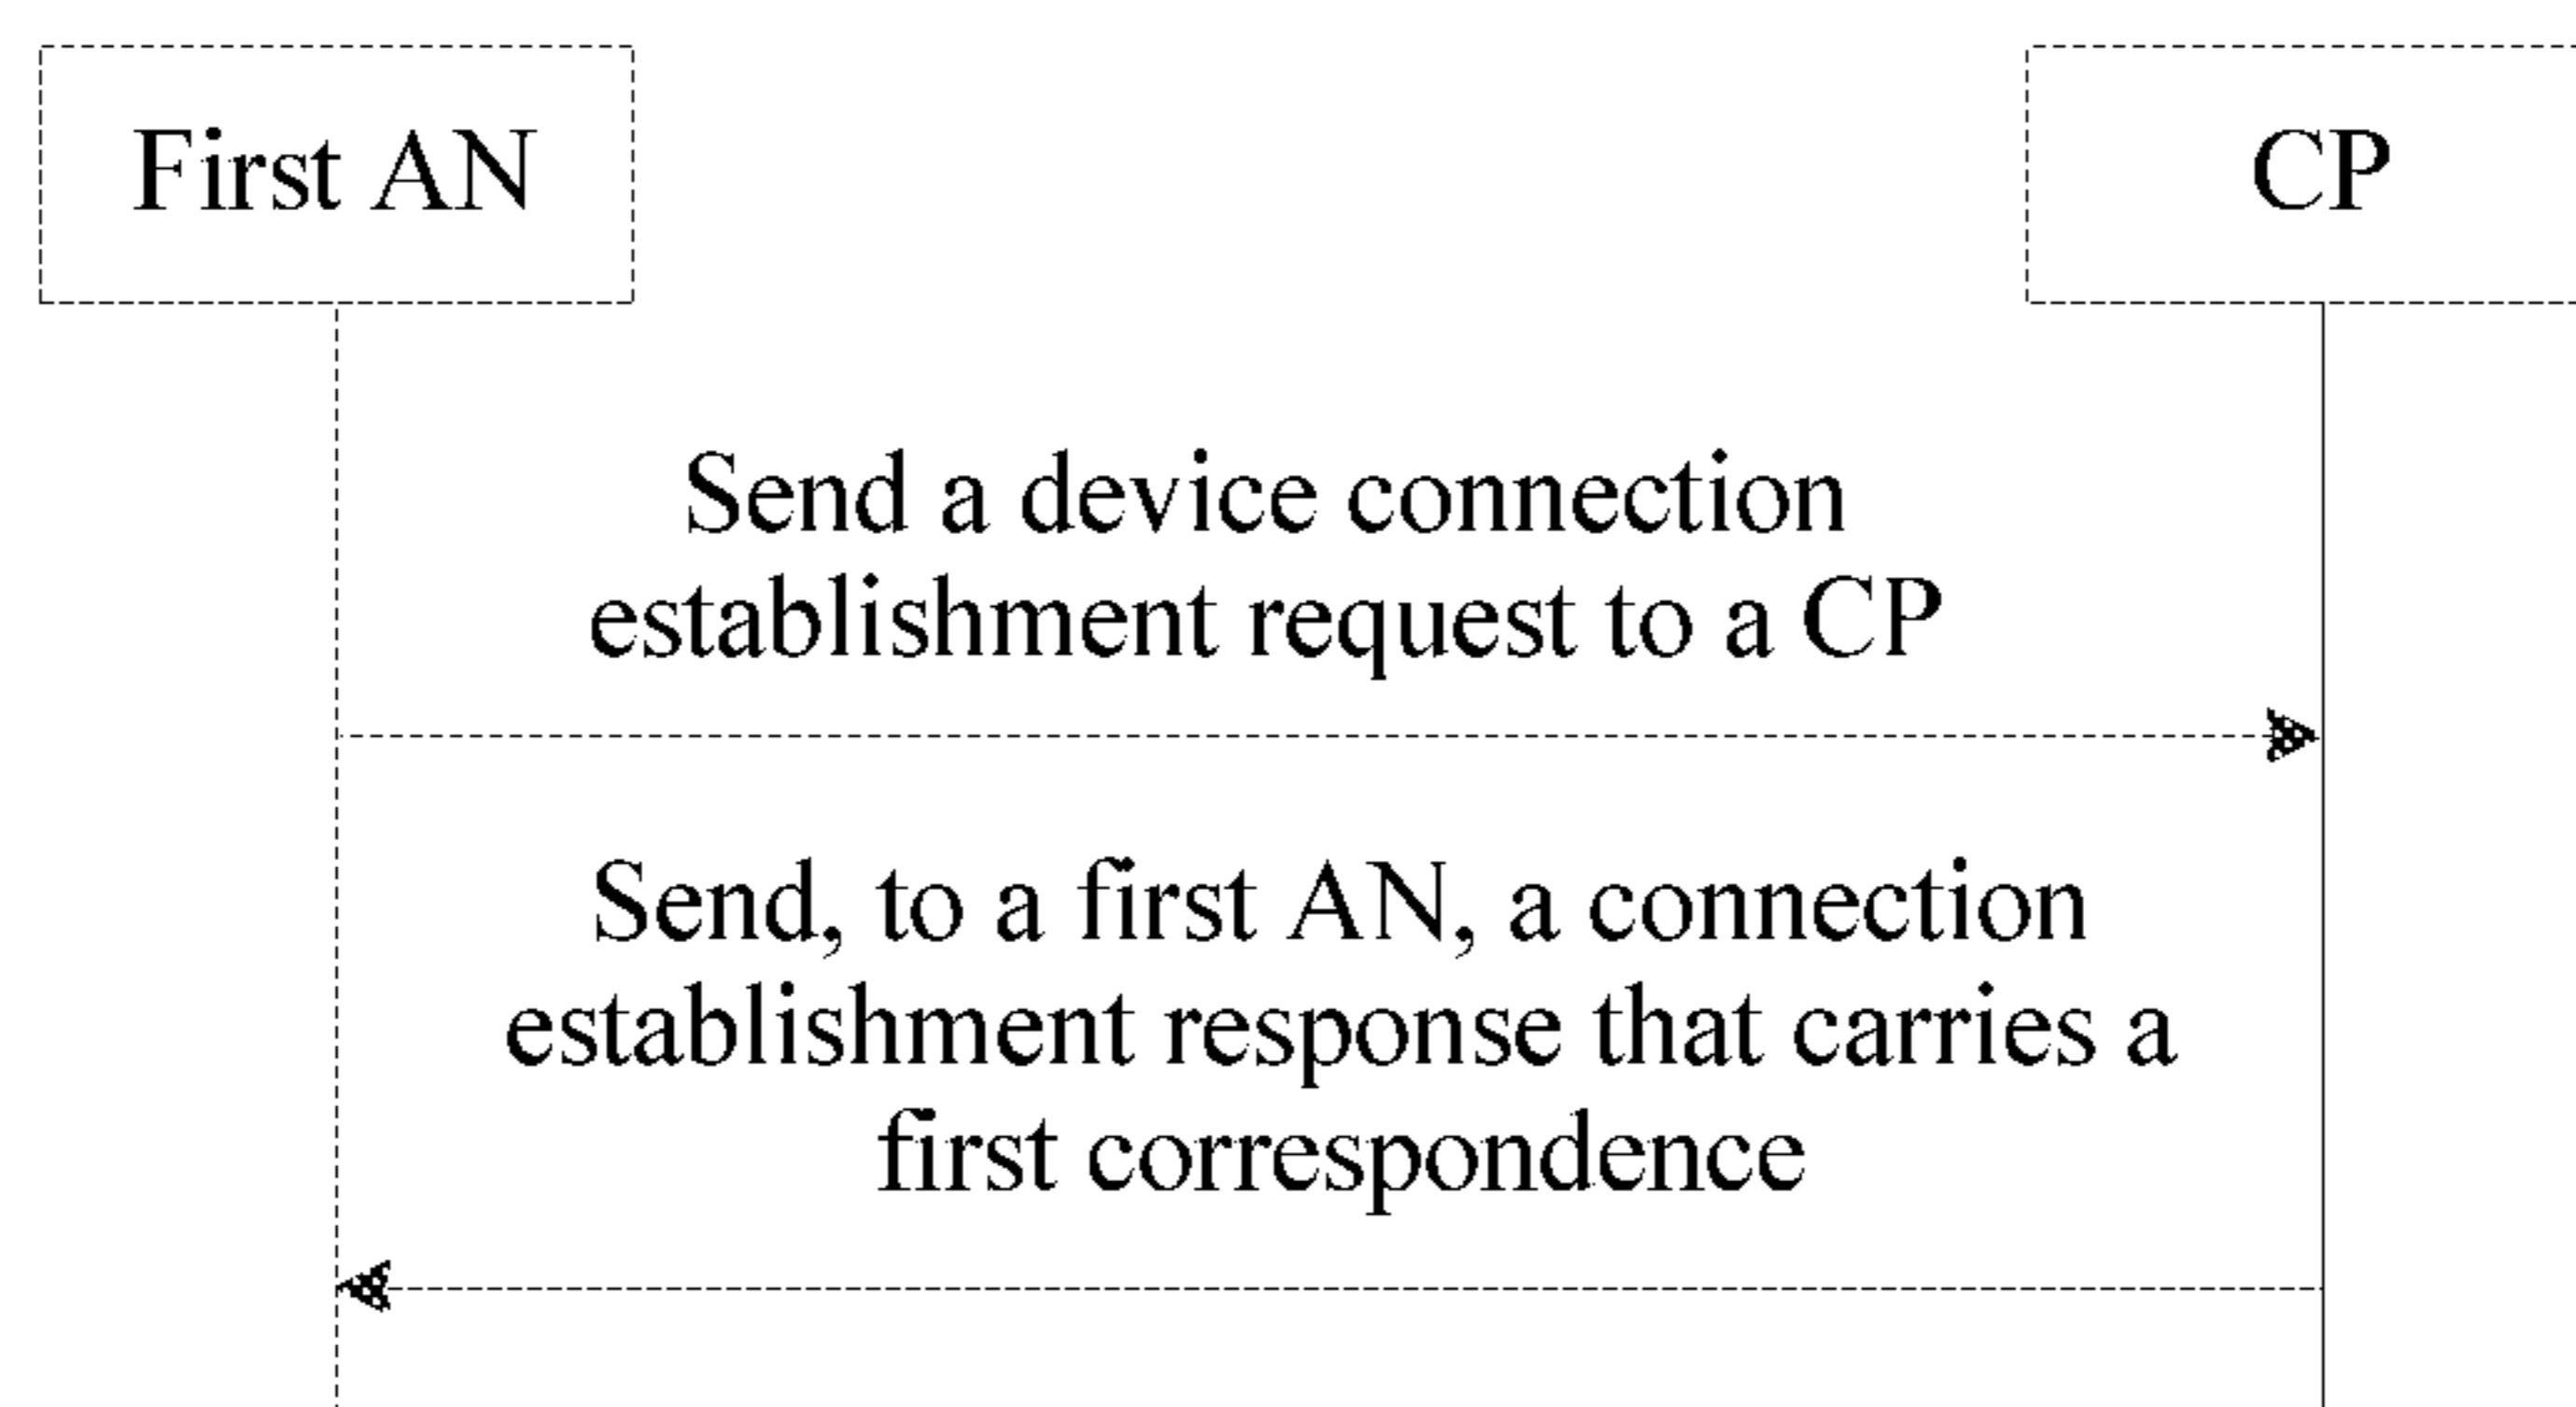 First AN
CP
Send a device connection
establishment request to a CP
Send, to a first AN, a connection
establishment response that carries a
first correspondence